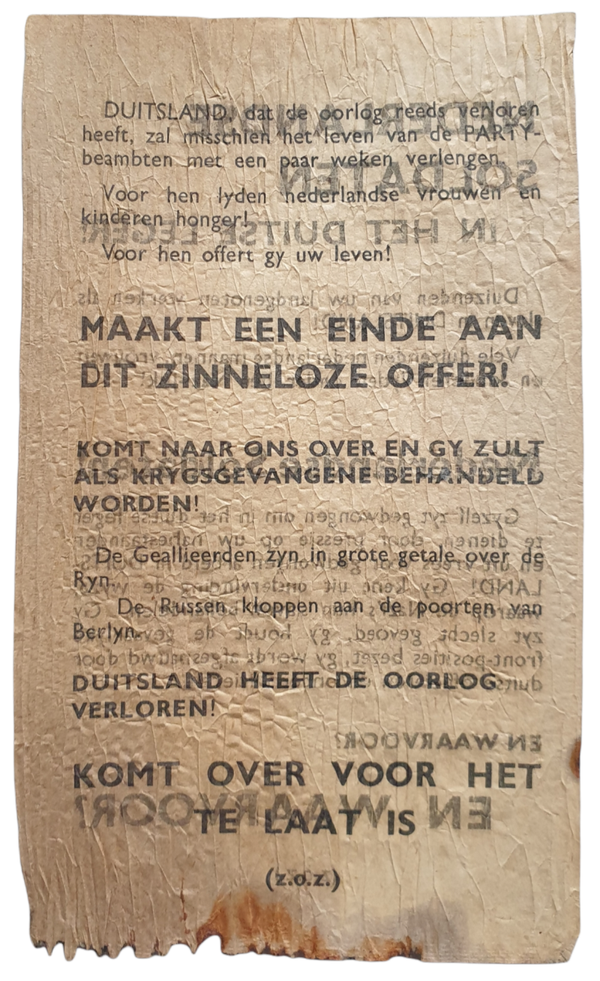 DUITSLAND, dat de oorlog reeds verloren
heeft, zal misschien het leven van de PARTY-
beambten met een paar weken verlengen.
Voor hen lyden nederlandse vrouwen en
kinderen honger!
Voor hen offert gy uw leven!
MAAKT EEN EINDE AAN
DIT ZINNELOZE OFFER!
KOMT NAAR ONS OVER EN GY ZULT
ALS KRYGSGEVANGENE BEHANDELD
WORDEN!
De Geallieerden zyn in grote getale over de
Ryn.
De Russen kloppen aan de poorten van
Berlyn.
DUITSLAND HEEFT DE OORLOG
VERLOREN!
KOMT OVER VOOR HET
TE LAAT IS
(z.o.z.)